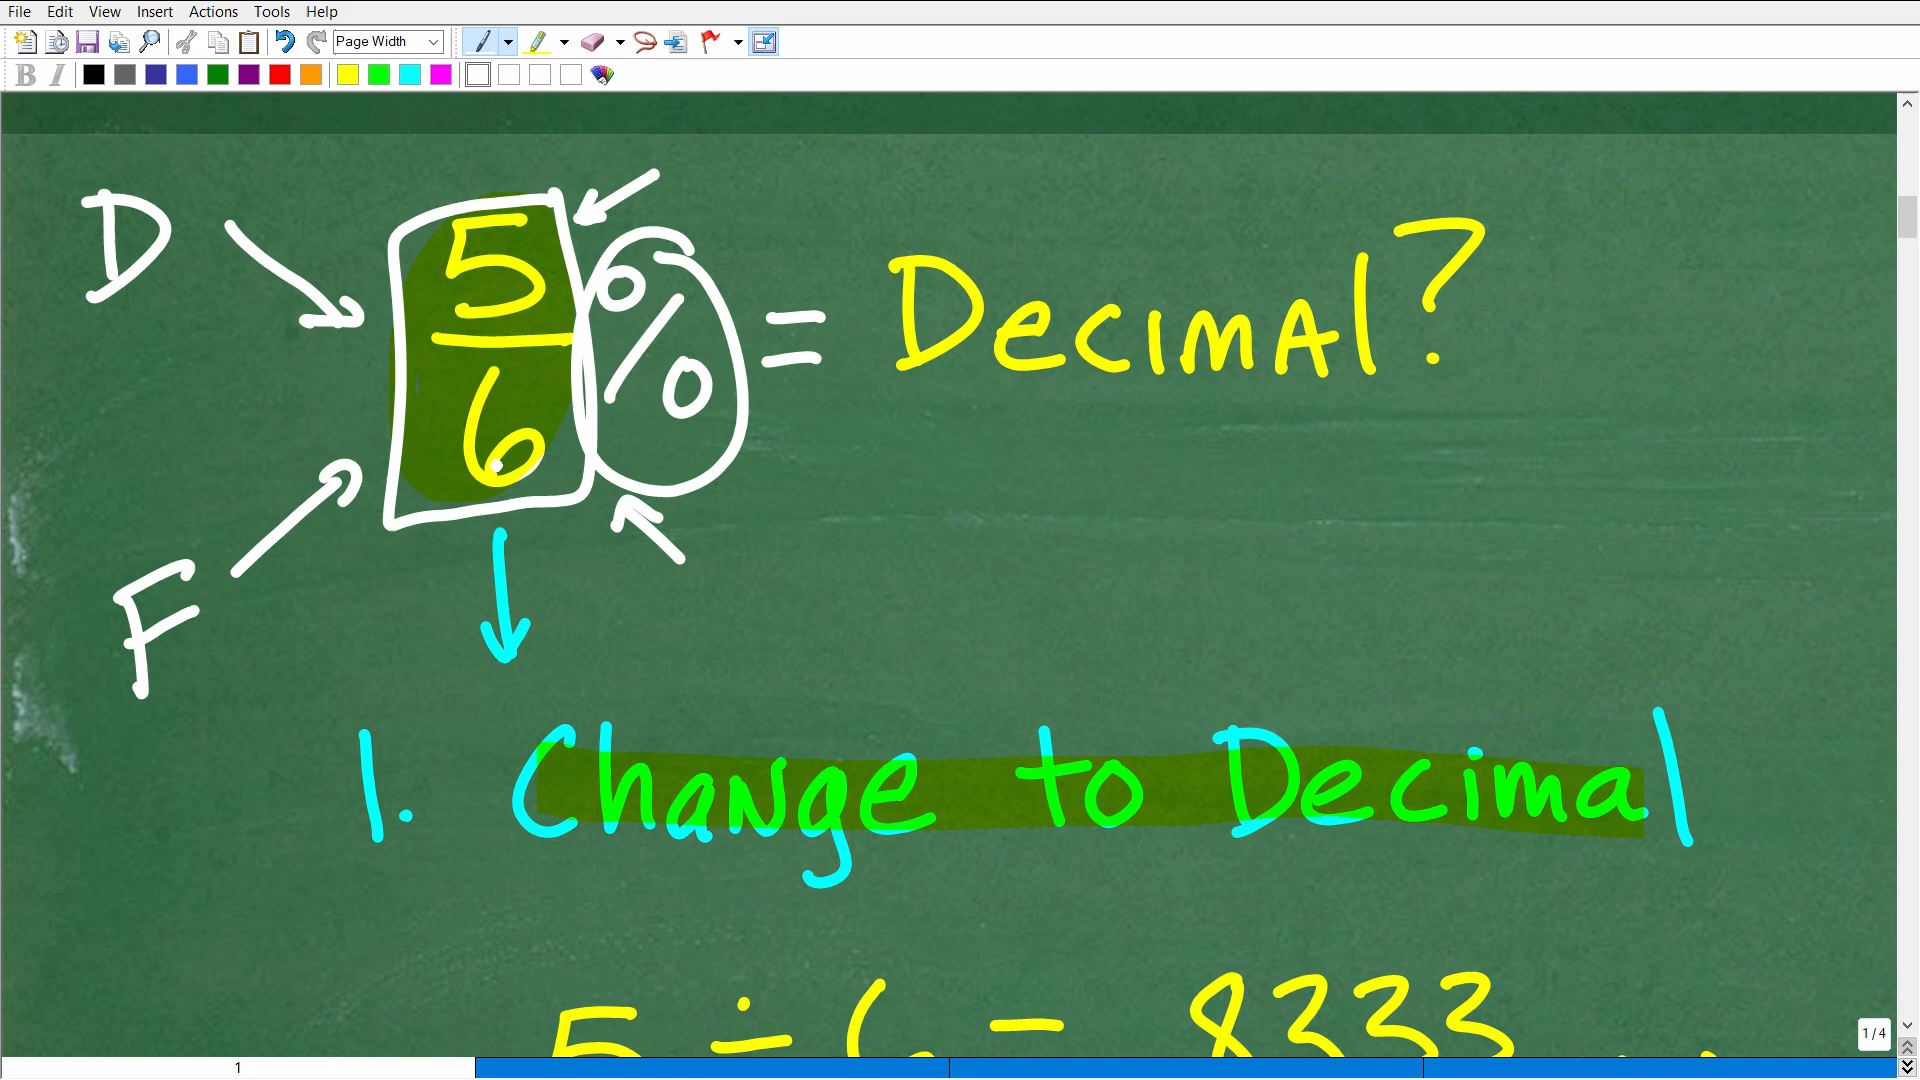 File Edit View Insert Actions Tools Help
Page Width
B I
D
5/6 % = Decimal?
F
1. Change to Decimal
5 ÷ 6 = .8333...
1/4
1